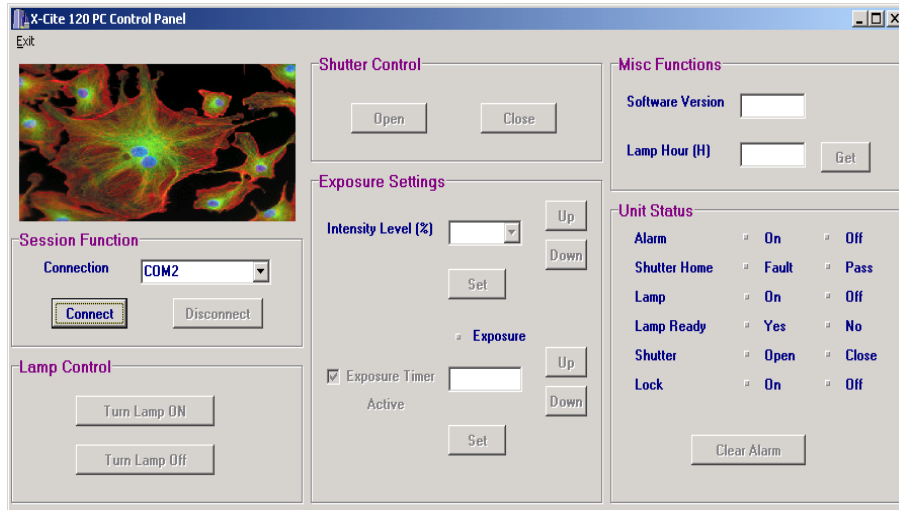 X-Cite 120 PC Control Panel
Exit
Session Function
Connection COM2
Connect Disconnect
Lamp Control
Turn Lamp ON
Turn Lamp Off
Shutter Control
Open Close
Exposure Settings
Intensity Level (%) Up
Down
Set
Exposure
Exposure Timer Up
Active Down
Set
Misc Functions
Software Version
Lamp Hour (H) Get
Unit Status
Alarm On Off
Shutter Home Fault Pass
Lamp On Off
Lamp Ready Yes No
Shutter Open Close
Lock On Off
Clear Alarm